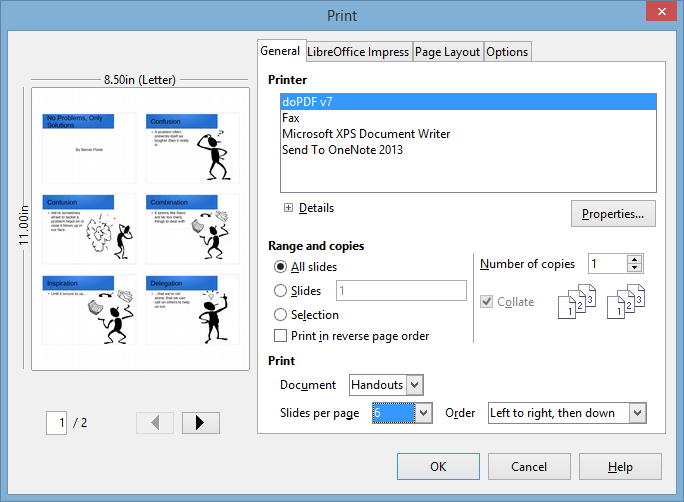 Print
General
LibreOffice Impress
Page Layout
Options
8.50in (Letter)
11.00in
No Problems, Only
Solutions
By Bernie Poole
Confusion
• A problem often
presents itself as
tougher than it really
is.
Contusion
• We're sometimes
afraid to tackle a
problem head-on in
case it blows up in
our face.
Combination
• It seems like there
are far too many
things to deal with
Inspiration
• Until it occurs to us...
Delegation
• ...that we're not
alone; that we can
call on others to help
us out.
1 / 2
Printer
doPDF v7
Fax
Microsoft XPS Document Writer
Send To OneNote 2013
Details
Properties...
Range and copies
All slides
Slides 1
Selection
Print in reverse page order
Number of copies 1
Collate
1 2 3 1 2 3
Print
Document Handouts
Slides per page 6 Order Left to right, then down
OK Cancel Help